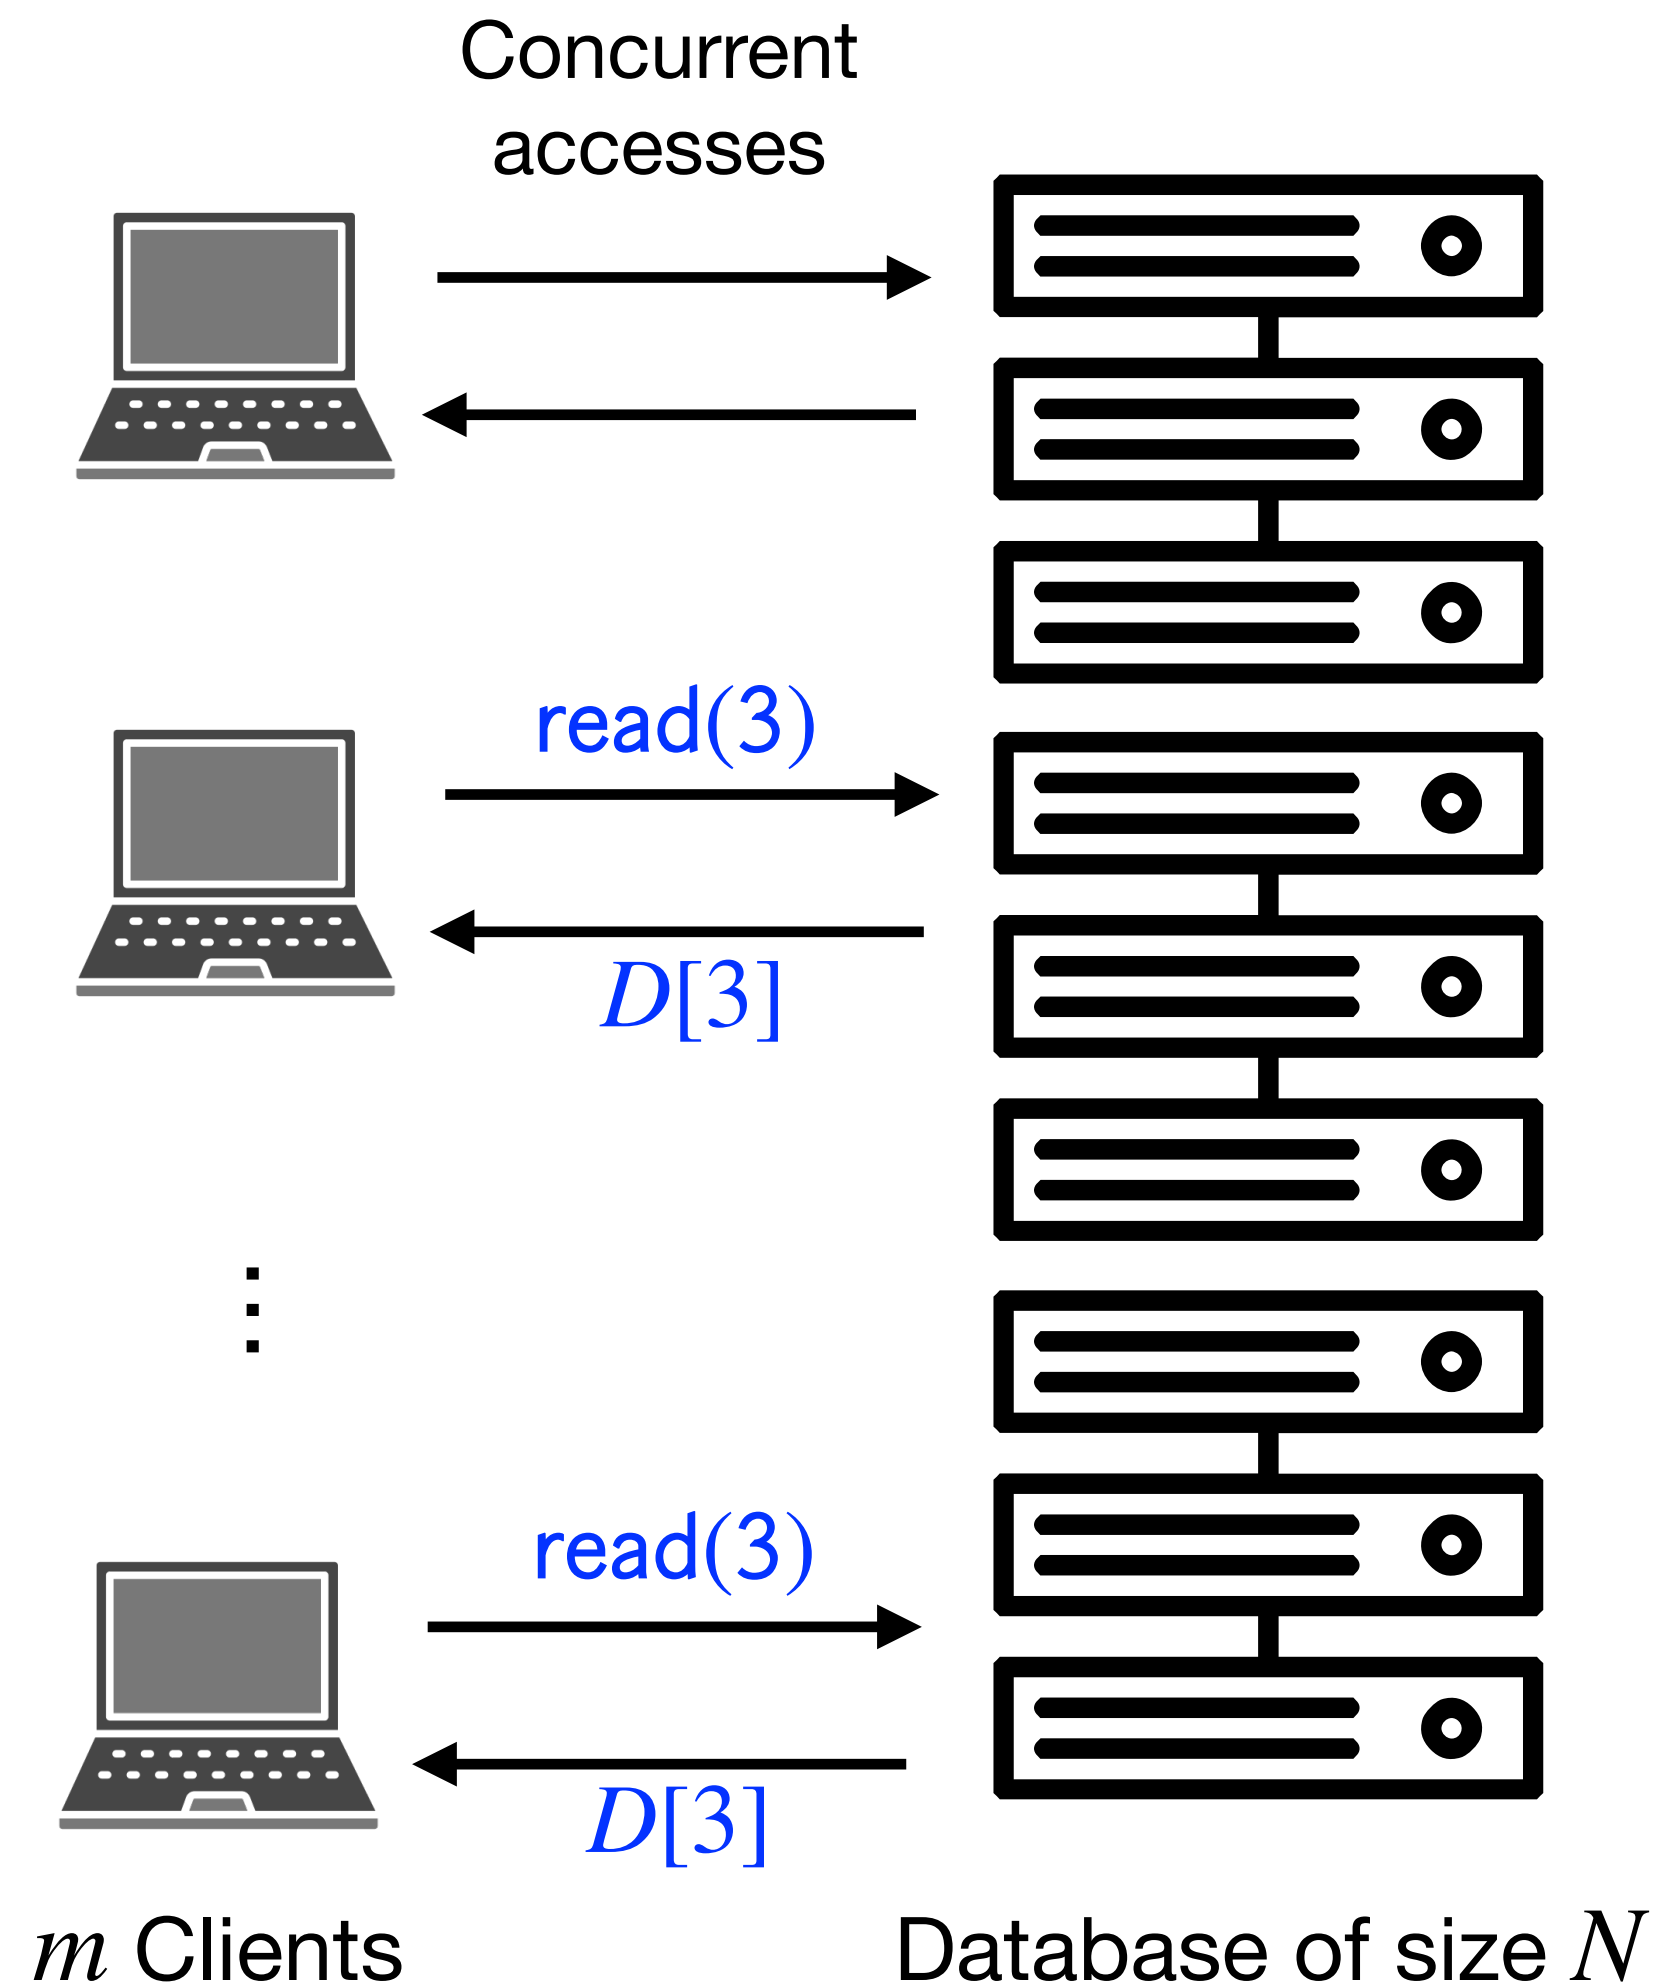 Concurrent
accesses
read(3)
D[3]
⋮
read(3)
D[3]
m Clients
Database of size N